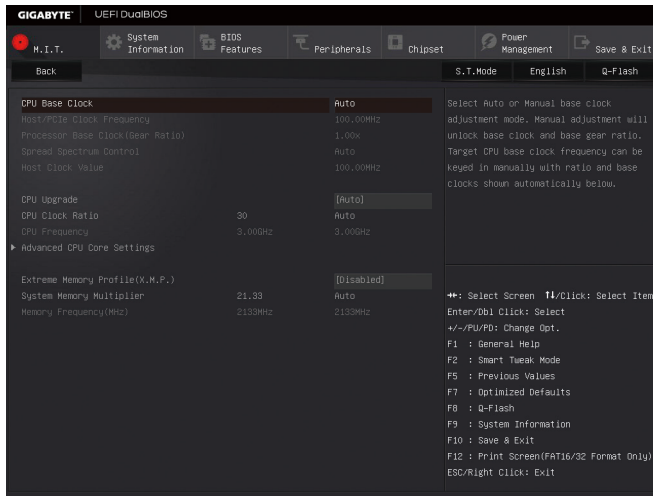 GIGABYTE™ UEFI DualBIOS
M.I.T. System Information BIOS Features Peripherals Chipset Power Management Save & Exit
Back S.T.Mode English Q-Flash
CPU Base Clock Auto
Host/PCIe Clock Frequency 100.00MHz
Processor Base Clock(Gear Ratio) 1.00x
Spread Spectrum Control Auto
Host Clock Value 100.00MHz
CPU Upgrade [Auto]
CPU Clock Ratio 30 Auto
CPU Frequency 3.00GHz 3.00GHz
Advanced CPU Core Settings
Extreme Memory Profile(X.M.P.) [Disabled]
System Memory Multiplier 21.33 Auto
Memory Frequency(MHz) 2133MHz 2133MHz
Select Auto or Manual base clock
adjustment mode. Manual adjustment will
unlock base clock and base gear ratio.
Target CPU base clock frequency can be
keyed in manually with ratio and base
clocks shown automatically below.
→←: Select Screen ↑↓/Click: Select Item
Enter/Dbl Click: Select
+/-/PU/PD: Change Opt.
F1 : General Help
F2 : Smart Tweak Mode
F5 : Previous Values
F7 : Optimized Defaults
F8 : Q-Flash
F9 : System Information
F10 : Save & Exit
F12 : Print Screen(FAT16/32 Format Only)
ESC/Right Click: Exit